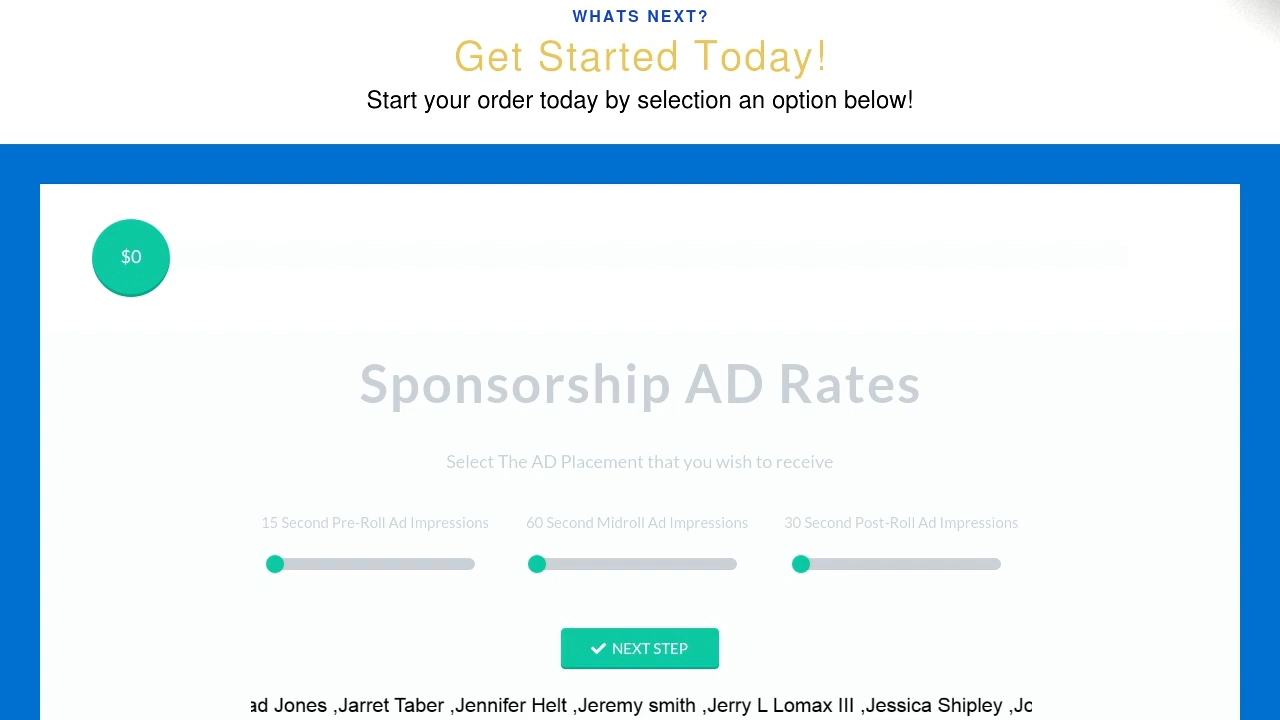 WHATS NEXT?
Get Started Today!
Start your order today by selection an option below!
$0
Sponsorship AD Rates
Select The AD Placement that you wish to receive
15 Second Pre-Roll Ad Impressions
60 Second Midroll Ad Impressions
30 Second Post-Roll Ad Impressions
NEXT STEP
Jones ,Jarret Taber ,Jennifer Helt ,Jeremy smith ,Jerry L Lomax III ,Jessica Shipley